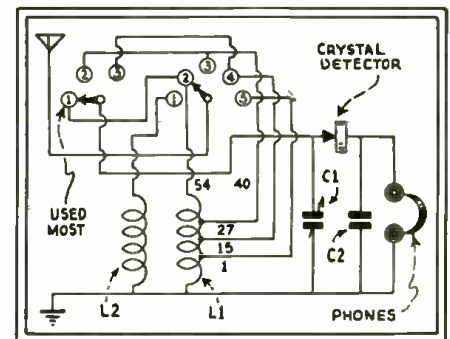 CRYSTAL
DETECTOR
2
3
3
2
4
1
1
5
54 40
USED
MOST
27
15
1
C1
C2
L2
L1
PHONES